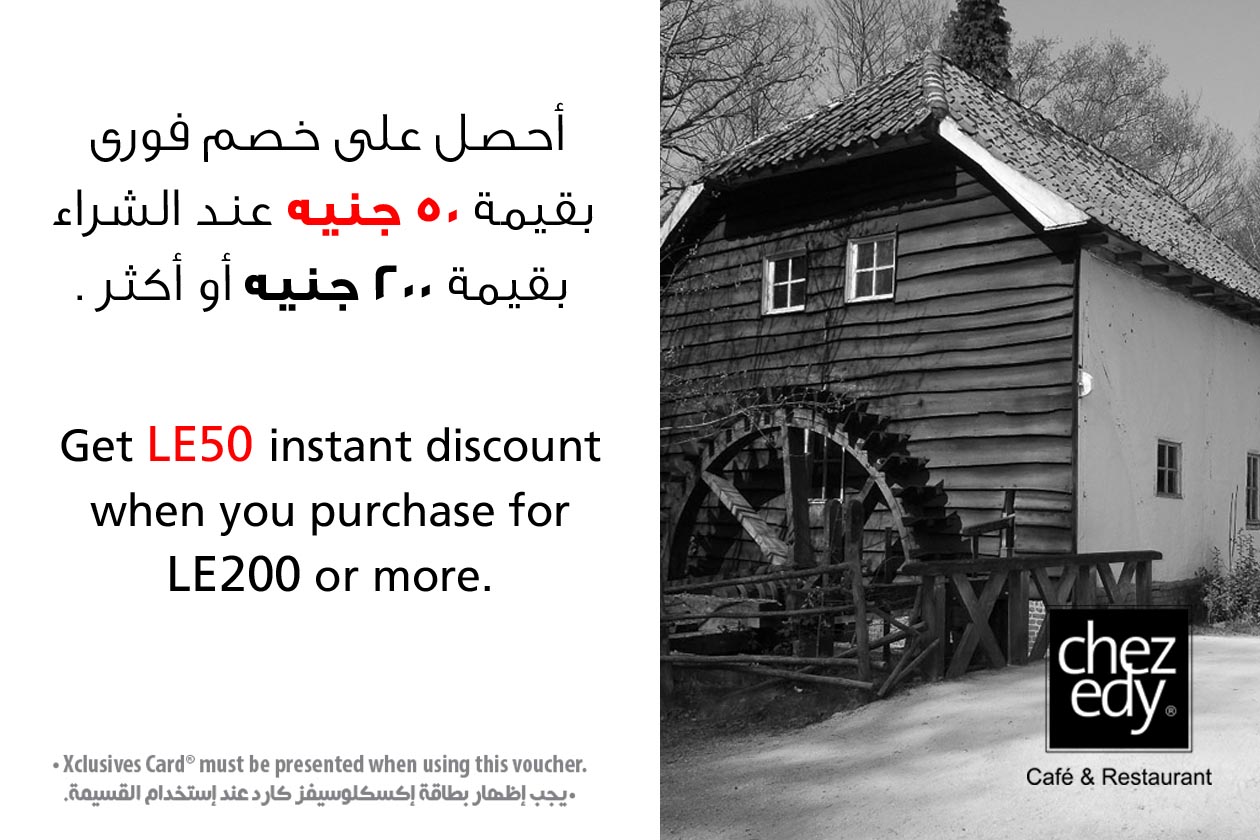 أحصل على خصم فورى
بقيمة ٥٠ جنيه عند الشراء
بقيمة ٢٠٠ جنيه أو أكثر .
Get LE50 instant discount
when you purchase for
LE200 or more.
• Xclusives Card® must be presented when using this voucher.
•يجب إظهار بطاقة إكسكلوسيفز كارد عند إستخدام القسيمة.
chez
edy®
Café & Restaurant